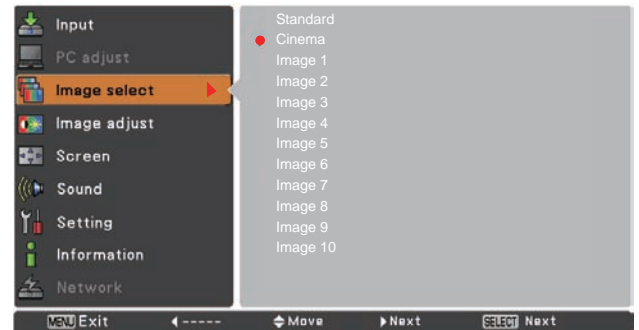 Input
PC adjust
Image select
Image adjust
Screen
Sound
Setting
Information
Network
Standard
Cinema
Image 1
Image 2
Image 3
Image 4
Image 5
Image 6
Image 7
Image 8
Image 9
Image 10
MENU Exit ----- Move Next SELECT Next